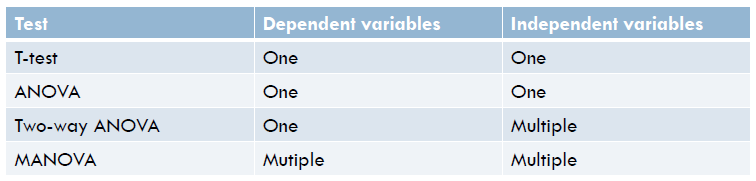 Test Dependent variables Independent variables
T-test One One
ANOVA One One
Two-way ANOVA One Multiple
MANOVA Mutiple Multiple